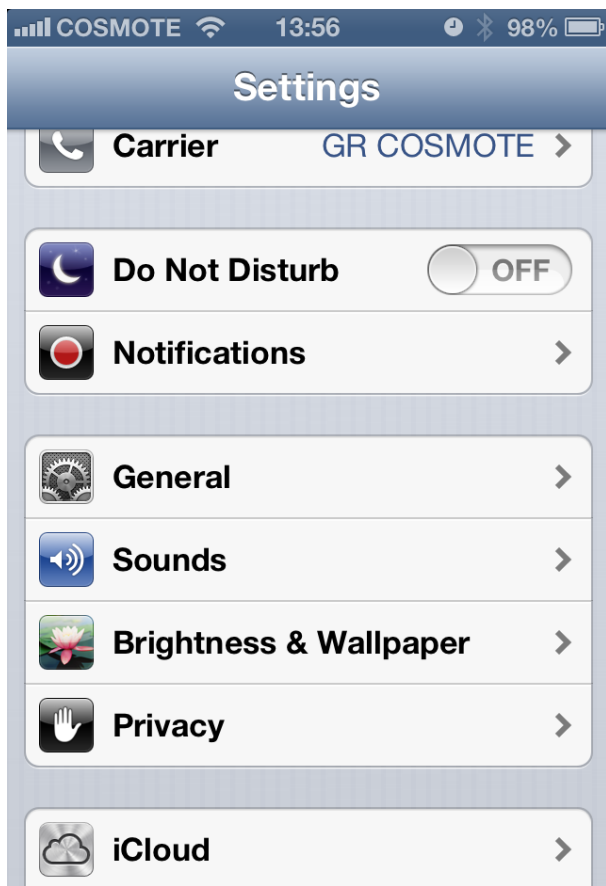 COSMOTE 13:56 98%
Settings
Carrier GR COSMOTE
Do Not Disturb OFF
Notifications
General
Sounds
Brightness & Wallpaper
Privacy
iCloud